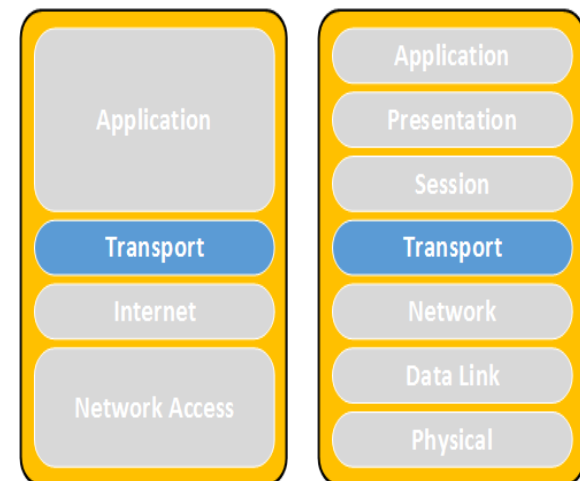 Application
Transport
Internet
Network Access
Application
Presentation
Session
Transport
Network
Data Link
Physical